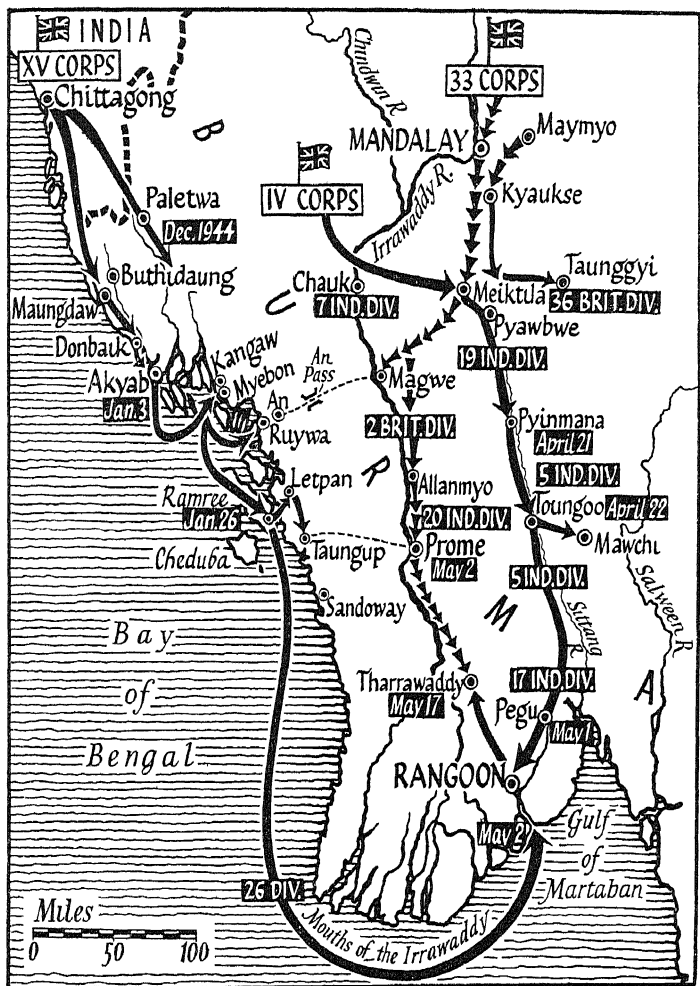 INDIA
XV CORPS
Chittagong
Chindwin R
33 CORPS
MANDALAY
Maymyo
B
U
R
M
A
IV CORPS
Irrawaddy R.
Kyaukse
Paletwa
Dec. 1944
Buthidaung
Maungdaw
Donbaik
Chauk
7 IND. DIV.
Meiktila
Taunggyi
36 BRIT. DIV.
Pyawbwe
19 IND. DIV.
Akyab
Jan. 3
Kangaw
Myebon
An
Pass
An
Ruywa
Magwe
2 BRIT. DIV.
Pyinmana
April 21
5 IND. DIV.
Letpan
Allanmyo
20 IND. DIV.
Toungoo
April 22
Ramree
Jan. 26
Cheduba
Taungup
Prome
May 2
Mawchi
5 IND. DIV.
Sandoway
Sittang
R
Salween R
Bay
of
Bengal
Tharrawaddy
May 17
17 IND. DIV.
Pegu
May 1
RANGOON
May 2
Gulf
of
Martaban
26 DIV.
Mouths of the Irrawaddy
Miles
0 50 100